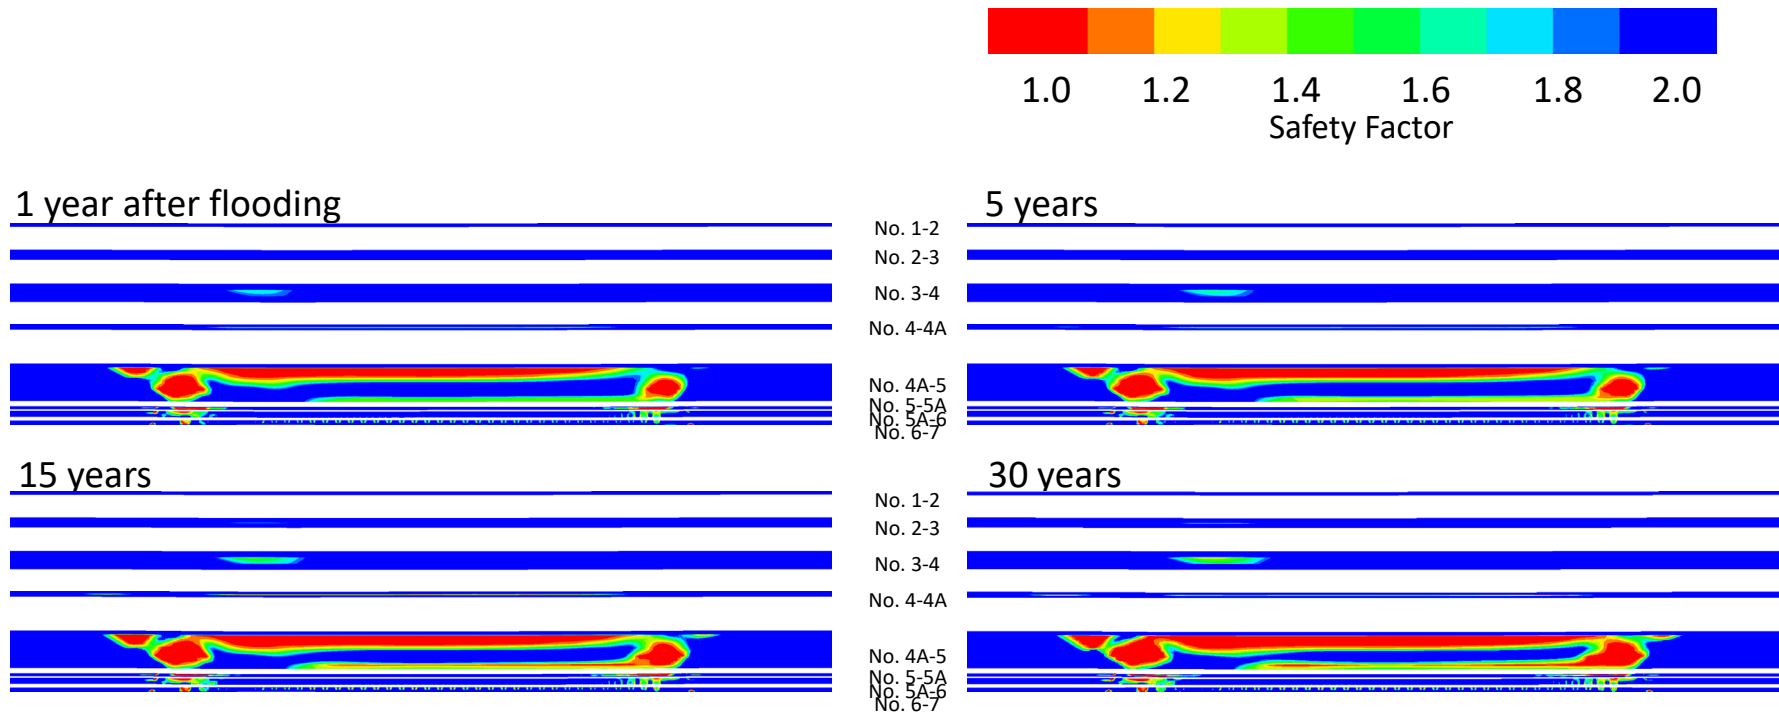 1.0 1.2 1.4 1.6 1.8 2.0
Safety Factor
1 year after flooding
5 years
No. 1-2
No. 2-3
No. 3-4
No. 4-4A
No. 4A-5
No. 5-5A
No. 5A-6
No. 6-7
15 years
30 years
No. 1-2
No. 2-3
No. 3-4
No. 4-4A
No. 4A-5
No. 5-5A
No. 5A-6
No. 6-7